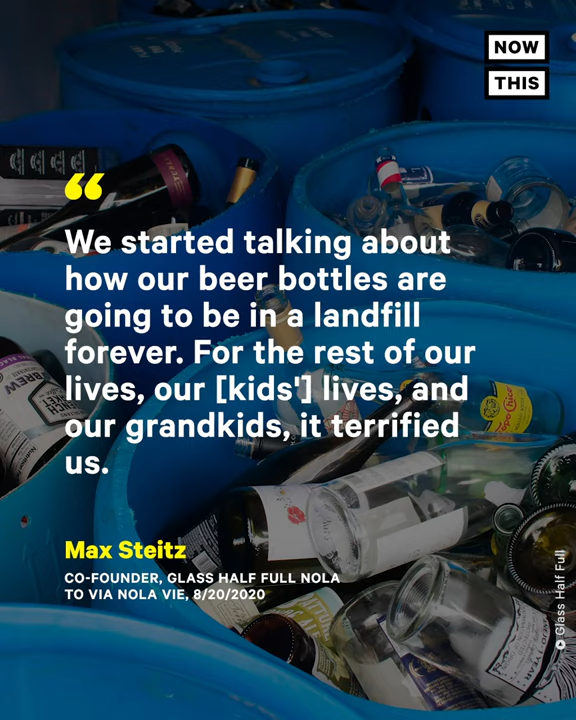 NOW
THIS
“
We started talking about
how our beer bottles are
going to be in a landfill
forever. For the rest of our
lives, our [kids'] lives, and
our grandkids, it terrified
us.
Max Steitz
CO-FOUNDER, GLASS HALF FULL NOLA
TO VIA NOLA VIE, 8/20/2020
Glass Half Full
Topo Chico